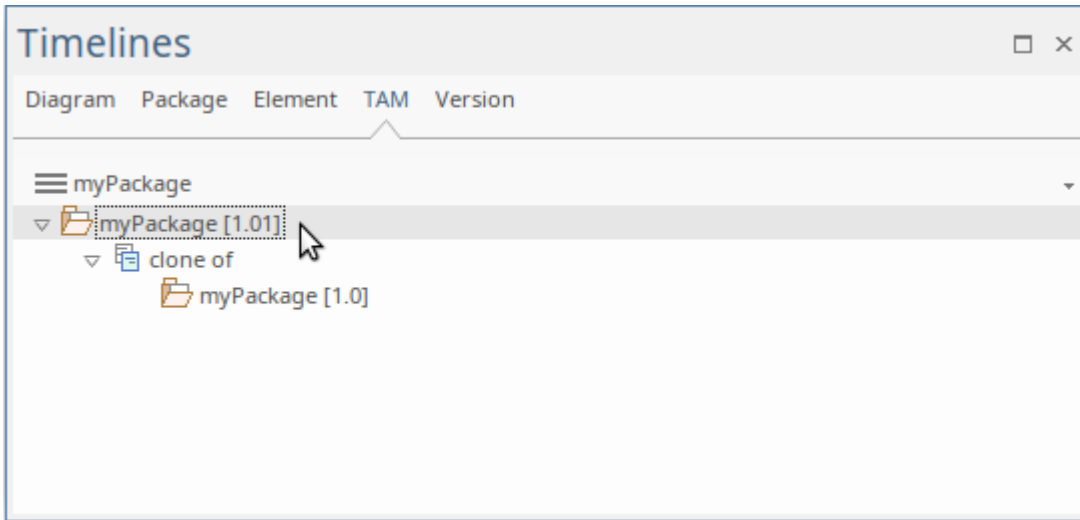 Timelines
Diagram Package Element TAM Version
myPackage
myPackage [1.01]
clone of
myPackage [1.0]